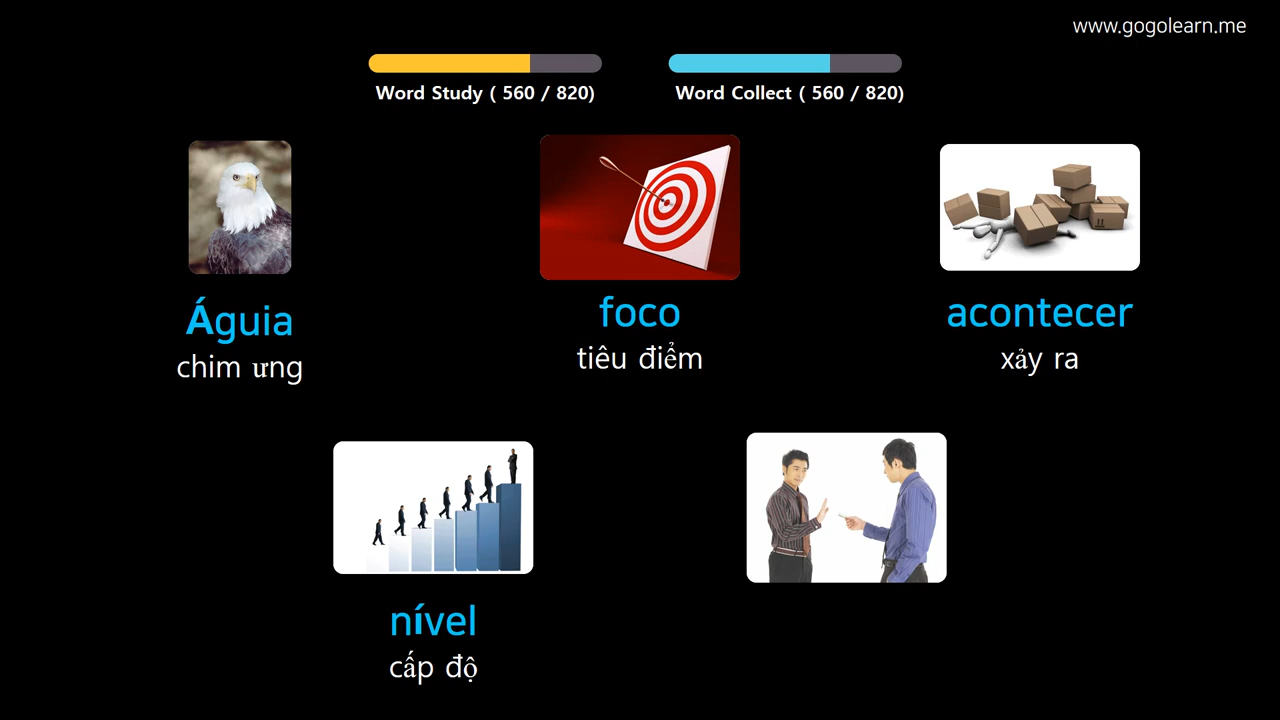 www.gogolearn.me
Word Study ( 560 / 820)
Word Collect ( 560 / 820)
Águia
chim ưng
foco
tiêu điểm
acontecer
xảy ra
nível
cấp độ